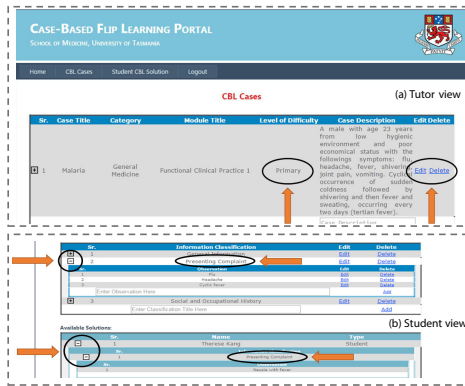 CASE-BASED FLIP LEARNING PORTAL
SCHOOL OF MEDICINE, UNIVERSITY OF TASMANIA
Home CBL Cases Student CBL Solution Logout
CBL Cases
(a) Tutor view
Sr. Case Title Category Module Title Level of Difficulty Case Description Edit Delete
A male with age 23 years
from low hygienic
environment and poor
economical status with the
followings symptoms: flu,
headache, fever, shivering,
1 Malaria General Medicine Functional Clinical Practice 1 Primary joint pain, vomiting. Cyclic Edit Delete
occurrence of sudden
coldness followed by
shivering and then fever and
sweating, occurring every
two days (tertian fever).
Case Description
Sr. Information Classification Edit Delete
1 General Information Edit Delete
2 Presenting Complaint Edit Delete
Sr. Observation Edit Delete
1 Flu Edit Delete
2 Headache Edit Delete
3 Cyclic fever Edit Delete
Enter Observation Here Add
3 Social and Occupational History Edit Delete
Enter Classification Title Here Add
(b) Student view
Available Solutions:
Sr. Name Type
1 Therese Kang Student
Sr.
1 Presenting Complaint
Sr. Observation
1